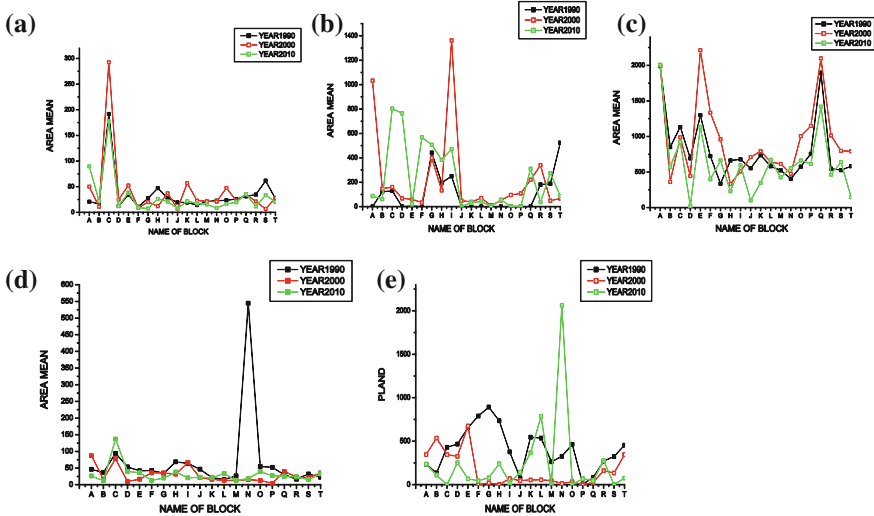 (a)
YEAR1990
YEAR2000
YEAR2010
AREA MEAN
300
250
200
150
100
50
0
A B C D E F G H I J K L M N O P Q R S T
NAME OF BLOCK
(b)
YEAR1990
YEAR2000
YEAR2010
AREA MEAN
1400
1200
1000
800
600
400
200
0
A B C D E F G H I J K L M N O P Q R S T
NAME OF BLOCK
(c)
YEAR1990
YEAR2000
YEAR2010
AREA MEAN
2000
1500
1000
500
0
A B C D E F G H I J K L M N O P Q R S T
NAME OF BLOCK
(d)
YEAR1990
YEAR2000
YEAR2010
AREA MEAN
600
550
500
450
400
350
300
250
200
150
100
50
0
A B C D E F G H I J K L M N O P Q R S T
NAME OF BLOCK
(e)
YEAR1990
YEAR2000
YEAR2010
PLAND
2000
1500
1000
500
0
A B C D E F G H I J K L M N O P Q R S T
NAME OF BLOCK